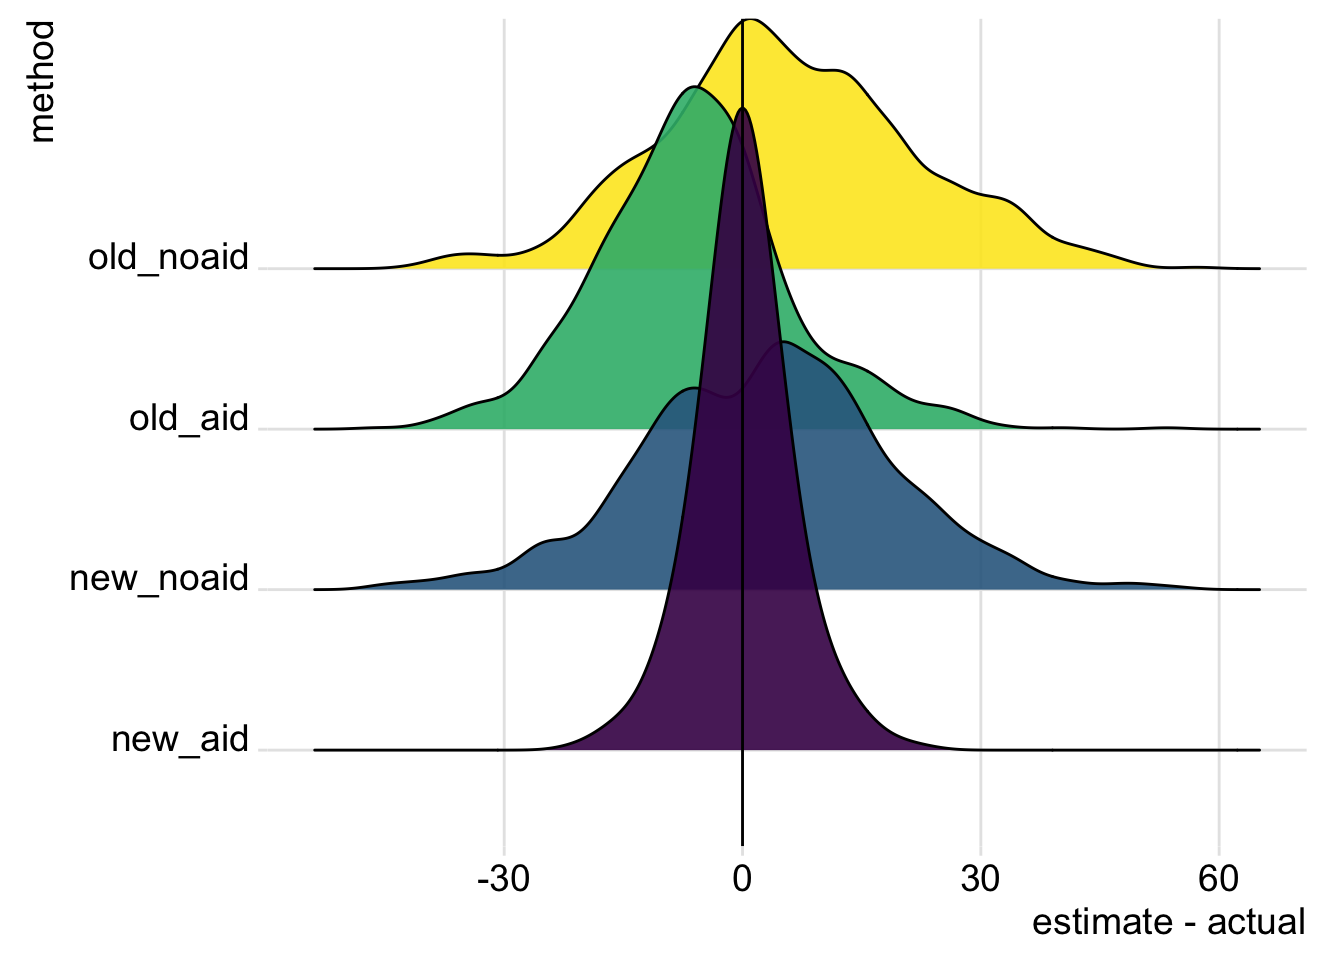 method
old_noaid
old_aid
new_noaid
new_aid
-30 0 30 60
estimate - actual